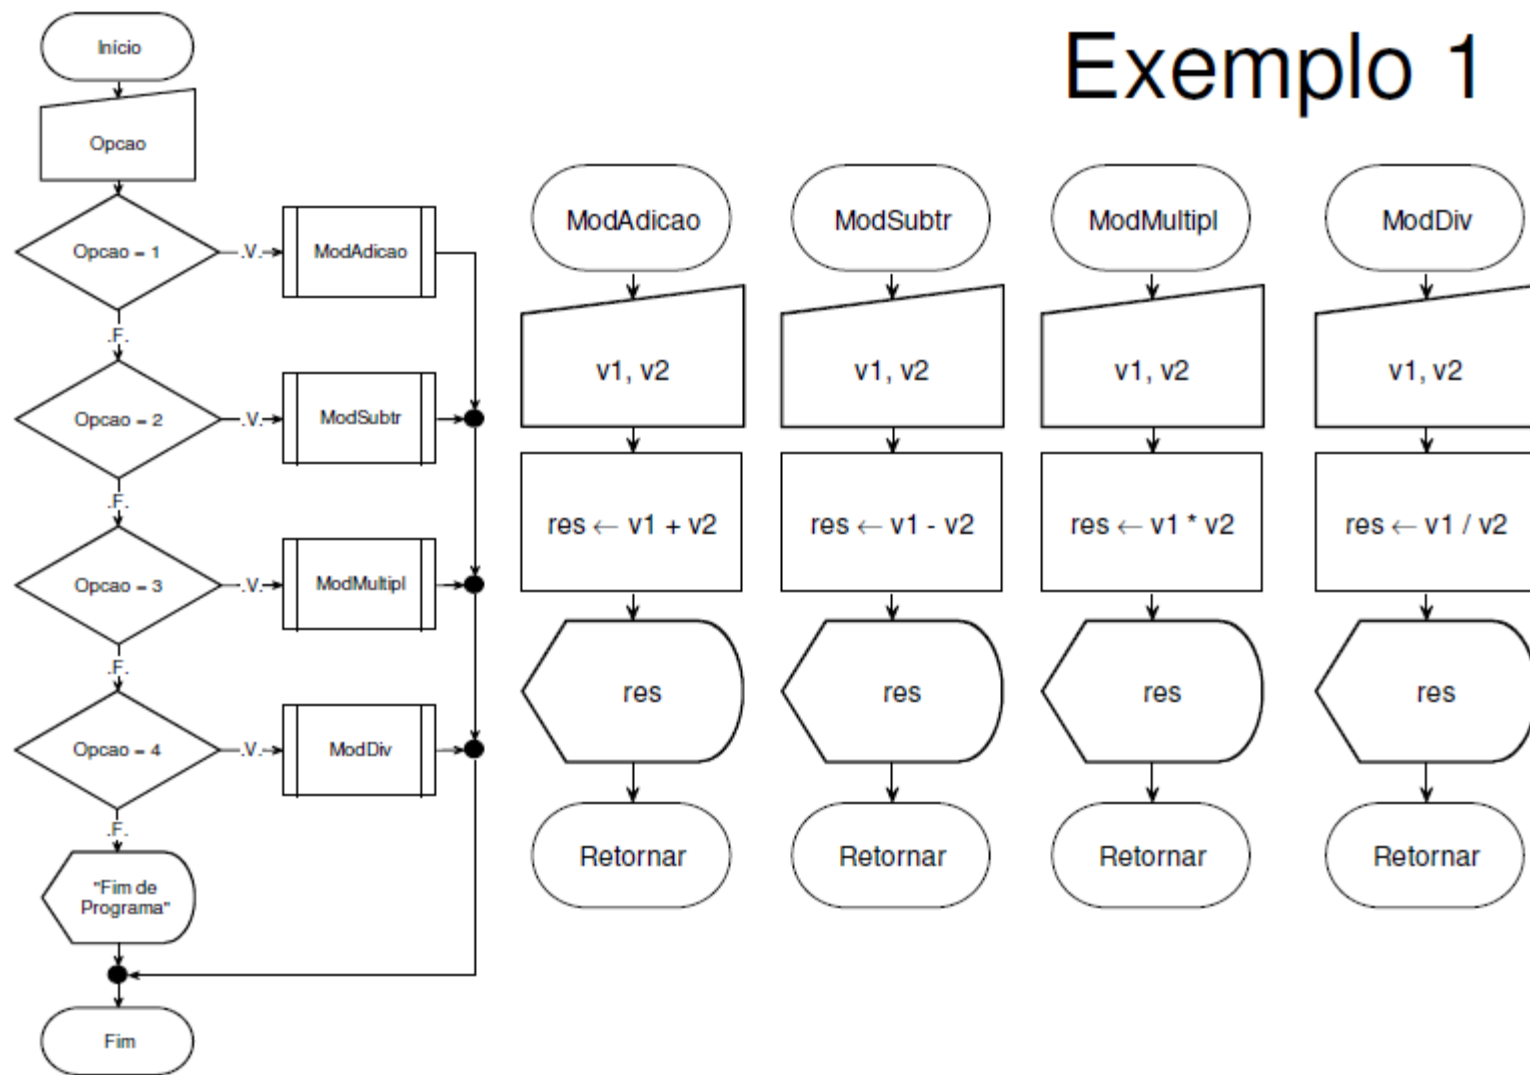 Exemplo 1
Início
Opcao
Opcao = 1
.V.
ModAdicao
.F.
Opcao = 2
.V.
ModSubtr
.F.
Opcao = 3
.V.
ModMultipl
.F.
Opcao = 4
.V.
ModDiv
.F.
"Fim de
Programa"
Fim
ModAdicao
v1, v2
res ← v1 + v2
res
Retornar
ModSubtr
v1, v2
res ← v1 - v2
res
Retornar
ModMultipl
v1, v2
res ← v1 * v2
res
Retornar
ModDiv
v1, v2
res ← v1 / v2
res
Retornar